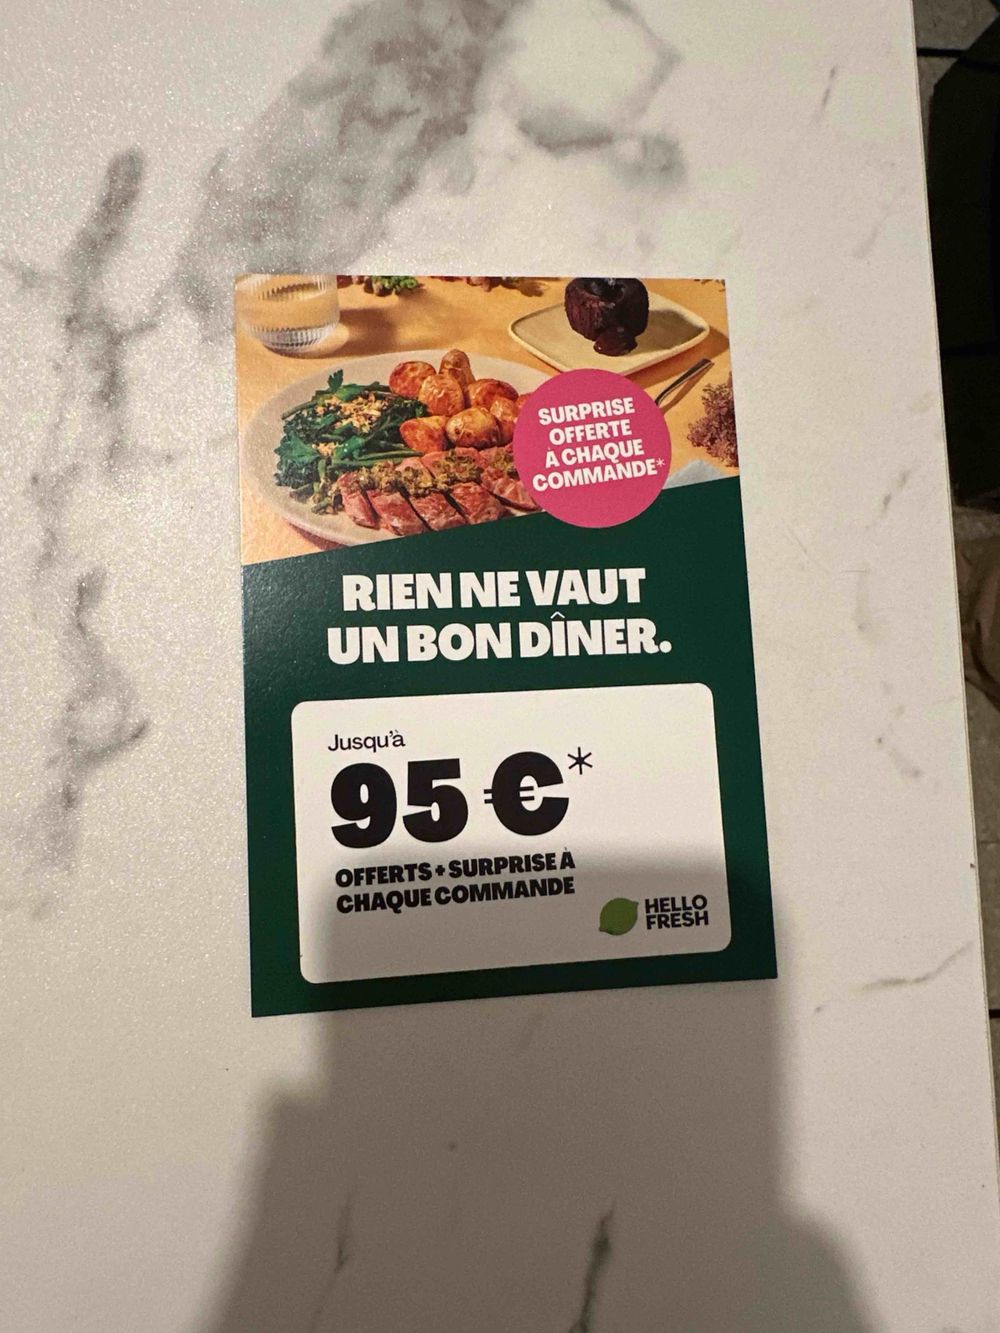 SURPRISE
OFFERTE
À CHAQUE
COMMANDE*
RIEN NE VAUT
UN BON DÎNER.
Jusqu'à
95 €*
OFFERTS + SURPRISE À
CHAQUE COMMANDE
HELLO
FRESH